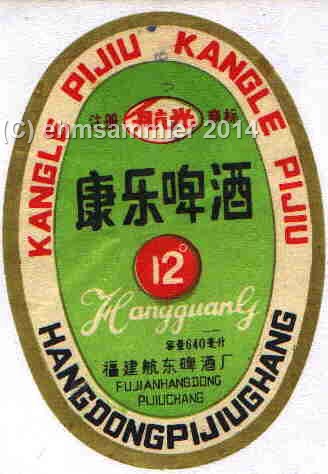 KANGLE PIJIU KANGLE PIJIU
注册 商标
康乐啤酒
12°
Hangguang
容量640毫升
福建航东啤酒厂
FUJIANHANGDONG
PIJIUCHANG
HANGDONGPIJIUGHANG
(C) enmsammler 2014